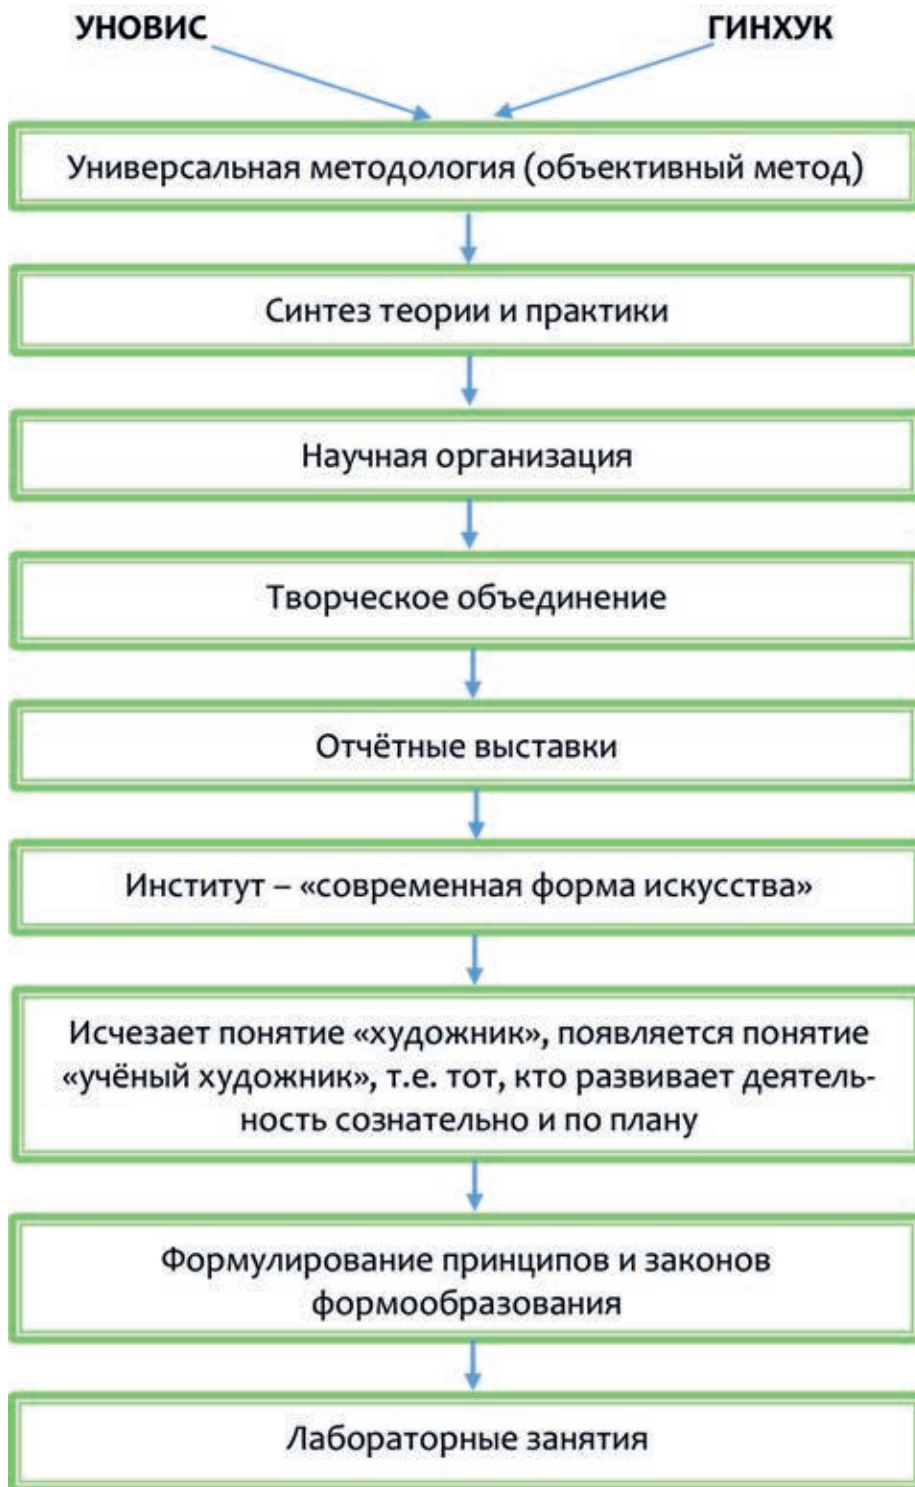 УНОВИС
ГИНХУК
Универсальная методология (объективный метод)
Синтез теории и практики
Научная организация
Творческое объединение
Отчётные выставки
Институт – «современная форма искусства»
Исчезает понятие «художник», появляется понятие
«учёный художник», т.е. тот, кто развивает деятель-
ность сознательно и по плану
Формулирование принципов и законов
формообразования
Лабораторные занятия